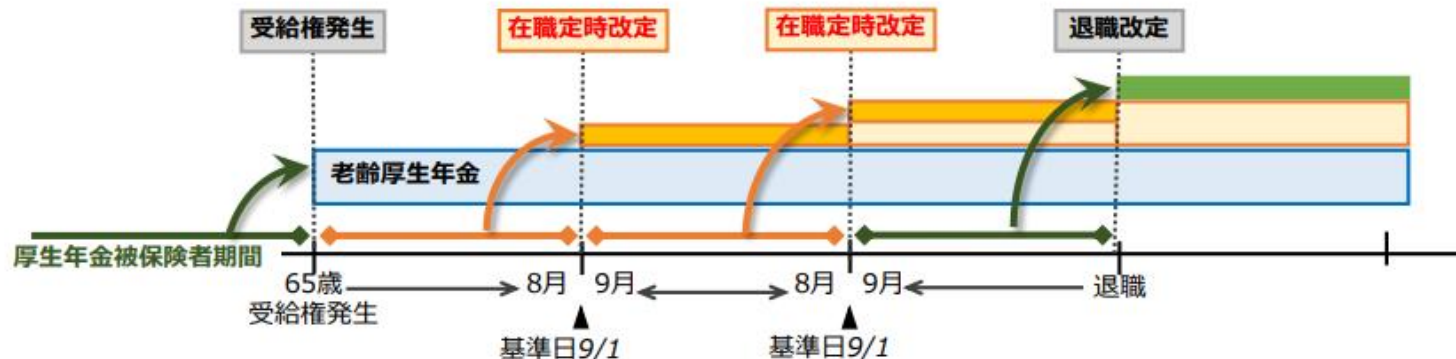 受給権発生
在職定時改定
在職定時改定
退職改定
老齢厚生年金
厚生年金被保険者期間
65歳
受給権発生
8月
9月
8月
9月
退職
基準日9/1
基準日9/1